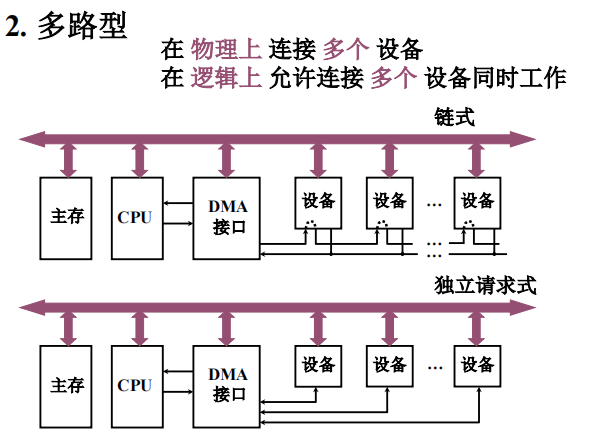 2. 多路型
在 物理上 连接 多个 设备
在 逻辑上 允许连接 多个 设备同时工作
链式
主存
CPU
DMA
接口
设备
设备
…
设备
…
…
独立请求式
主存
CPU
DMA
接口
设备
设备
…
设备